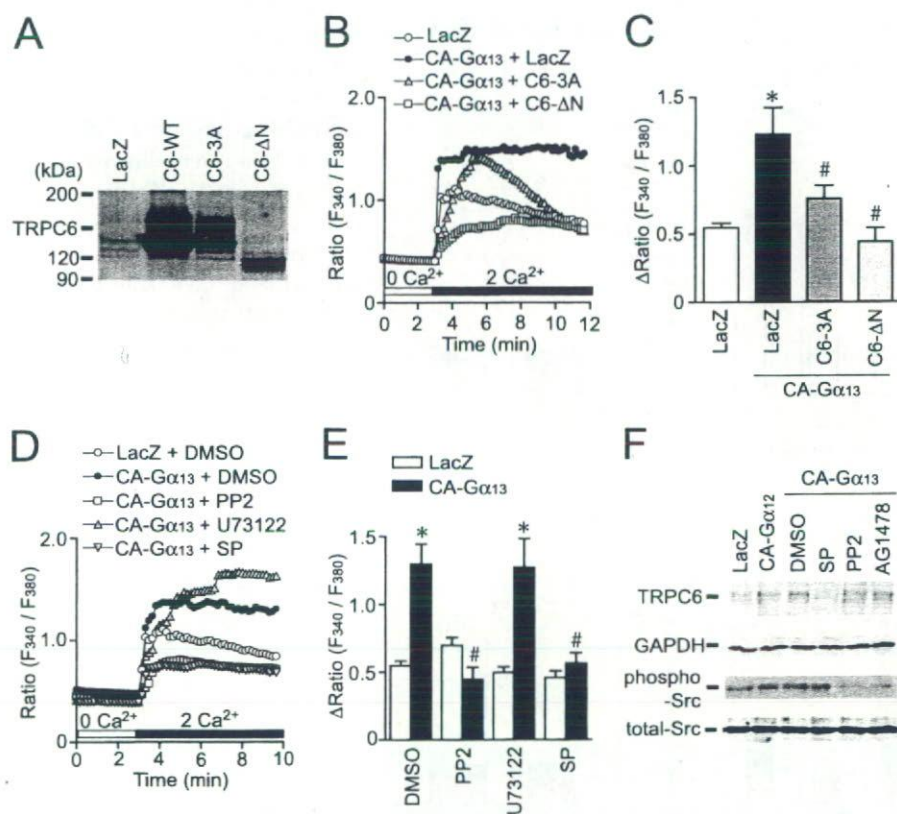 A
(kDa)
LacZ
C6-WT
C6-3A
C6-ΔN
200
TRPC6
120
90
B
LacZ
CA-Gα13 + LacZ
CA-Gα13 + C6-3A
CA-Gα13 + C6-ΔN
Ratio (F340 / F380)
2.0
1.0
0
0 Ca2+
2 Ca2+
0 2 4 6 8 10 12
Time (min)
C
ΔRatio (F340 / F380)
1.5
1.0
0.5
0
*
#
#
LacZ
LacZ
C6-3A
C6-ΔN
CA-Gα13
D
LacZ + DMSO
CA-Gα13 + DMSO
CA-Gα13 + PP2
CA-Gα13 + U73122
CA-Gα13 + SP
Ratio (F340 / F380)
2.0
1.0
0
0 Ca2+
2 Ca2+
0 2 4 6 8 10
Time (min)
E
LacZ
CA-Gα13
ΔRatio (F340 / F380)
1.5
1.0
0.5
0
*
#
*
#
DMSO
PP2
U73122
SP
F
CA-Gα13
LacZ
CA-Gα12
DMSO
SP
PP2
AG1478
TRPC6
GAPDH
phospho
-Src
total-Src